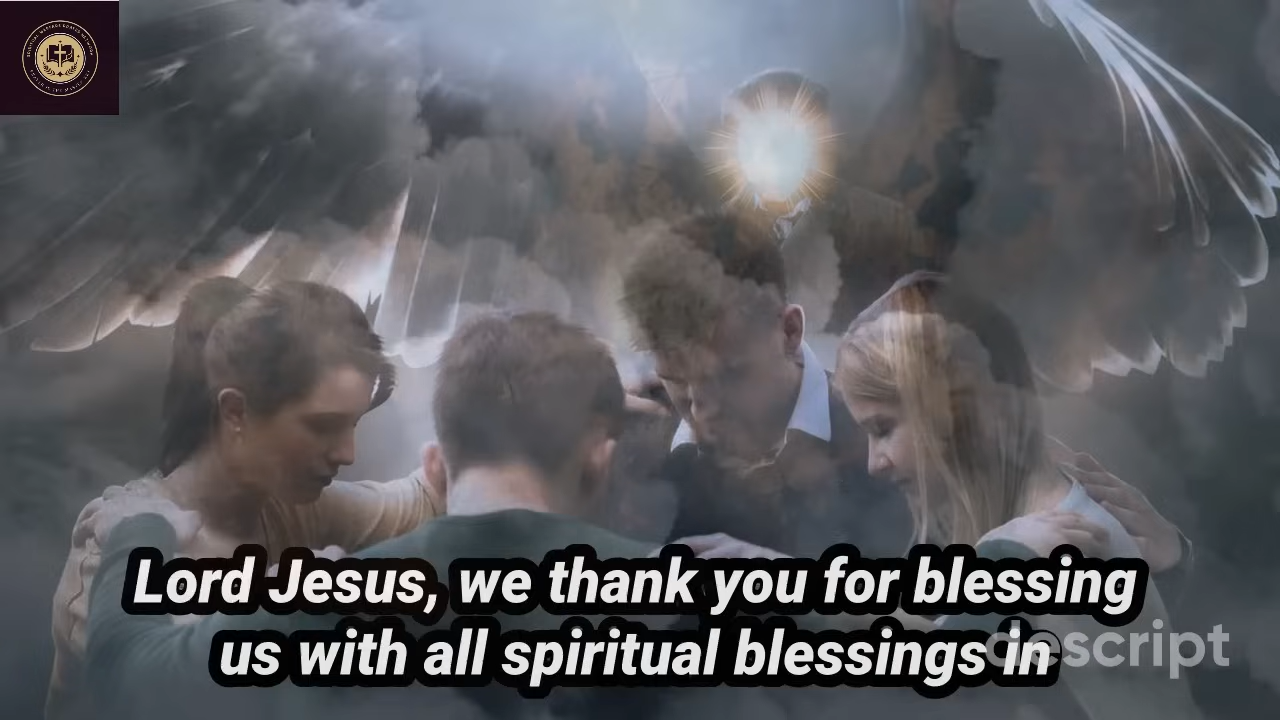 Lord Jesus, we thank you for blessing
us with all spiritual blessings in
descript